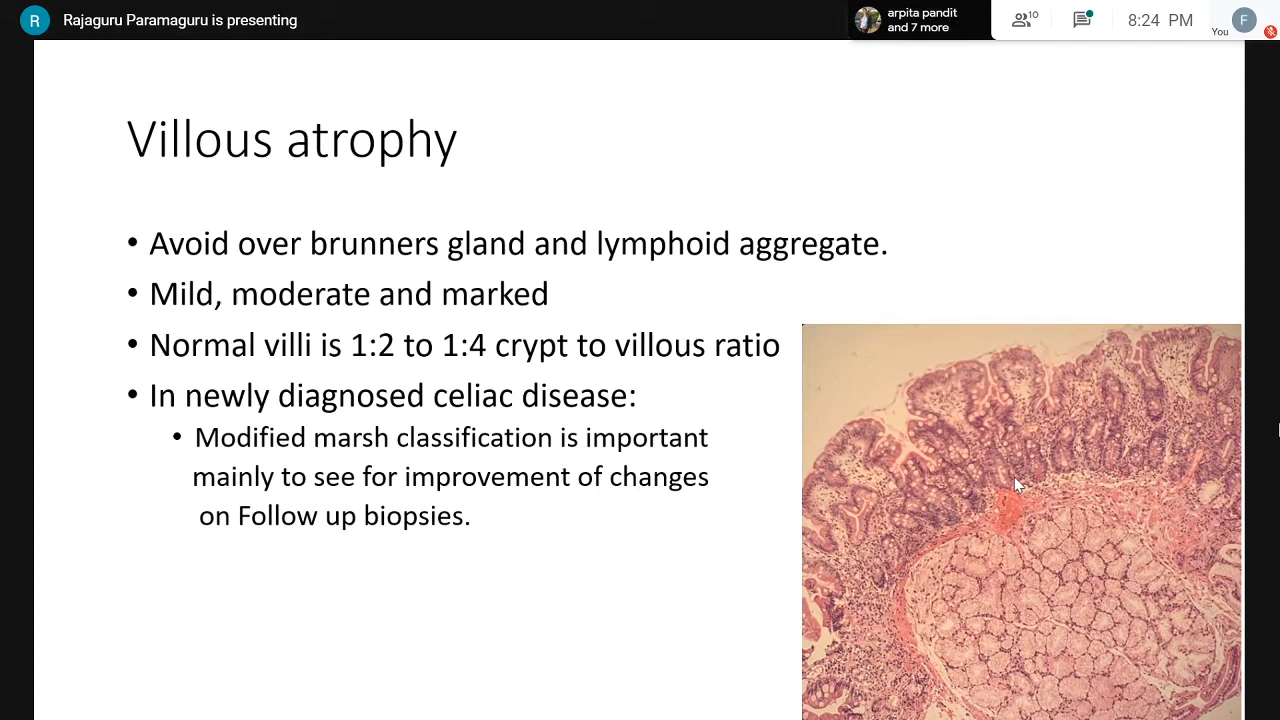 R Rajaguru Paramaguru is presenting
arpita pandit
and 7 more
10
8:24 PM
You
F
Villous atrophy
• Avoid over brunners gland and lymphoid aggregate.
• Mild, moderate and marked
• Normal villi is 1:2 to 1:4 crypt to villous ratio
• In newly diagnosed celiac disease:
• Modified marsh classification is important
mainly to see for improvement of changes
on Follow up biopsies.